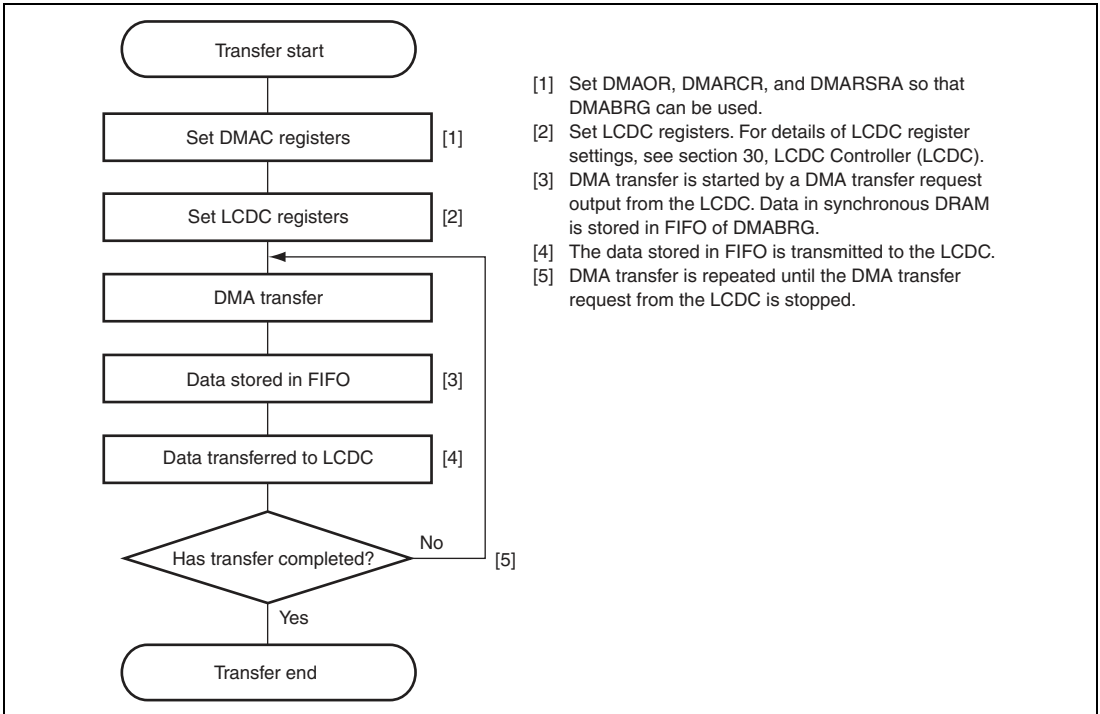 Transfer start
Set DMAC registers [1]
Set LCDC registers [2]
DMA transfer
Data stored in FIFO [3]
Data transferred to LCDC [4]
Has transfer completed? No [5]
Yes
Transfer end
[1] Set DMAOR, DMARCR, and DMARSRA so that
DMABRG can be used.
[2] Set LCDC registers. For details of LCDC register
settings, see section 30, LCDC Controller (LCDC).
[3] DMA transfer is started by a DMA transfer request
output from the LCDC. Data in synchronous DRAM
is stored in FIFO of DMABRG.
[4] The data stored in FIFO is transmitted to the LCDC.
[5] DMA transfer is repeated until the DMA transfer
request from the LCDC is stopped.